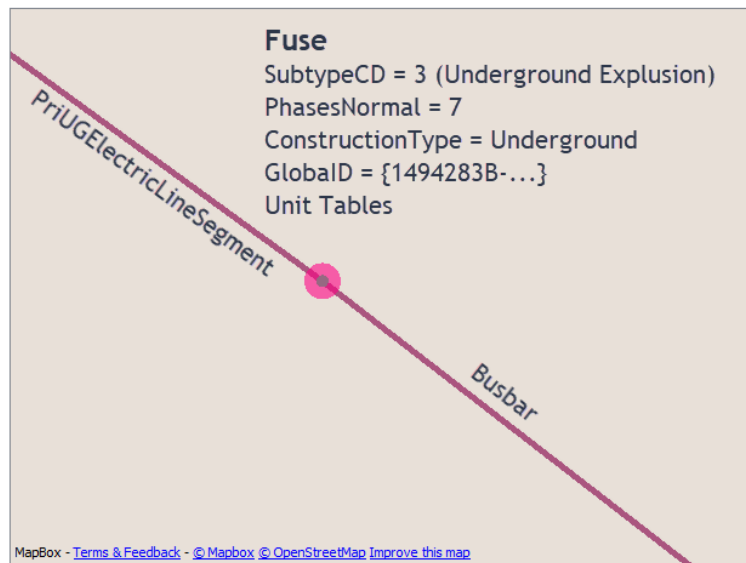 Fuse
SubtypeCD = 3 (Underground Explusion)
PhasesNormal = 7
ConstructionType = Underground
GlobaID = {1494283B-...}
Unit Tables
PriUGElectricLineSegment
Busbar
MapBox - Terms & Feedback - © Mapbox © OpenStreetMap Improve this map